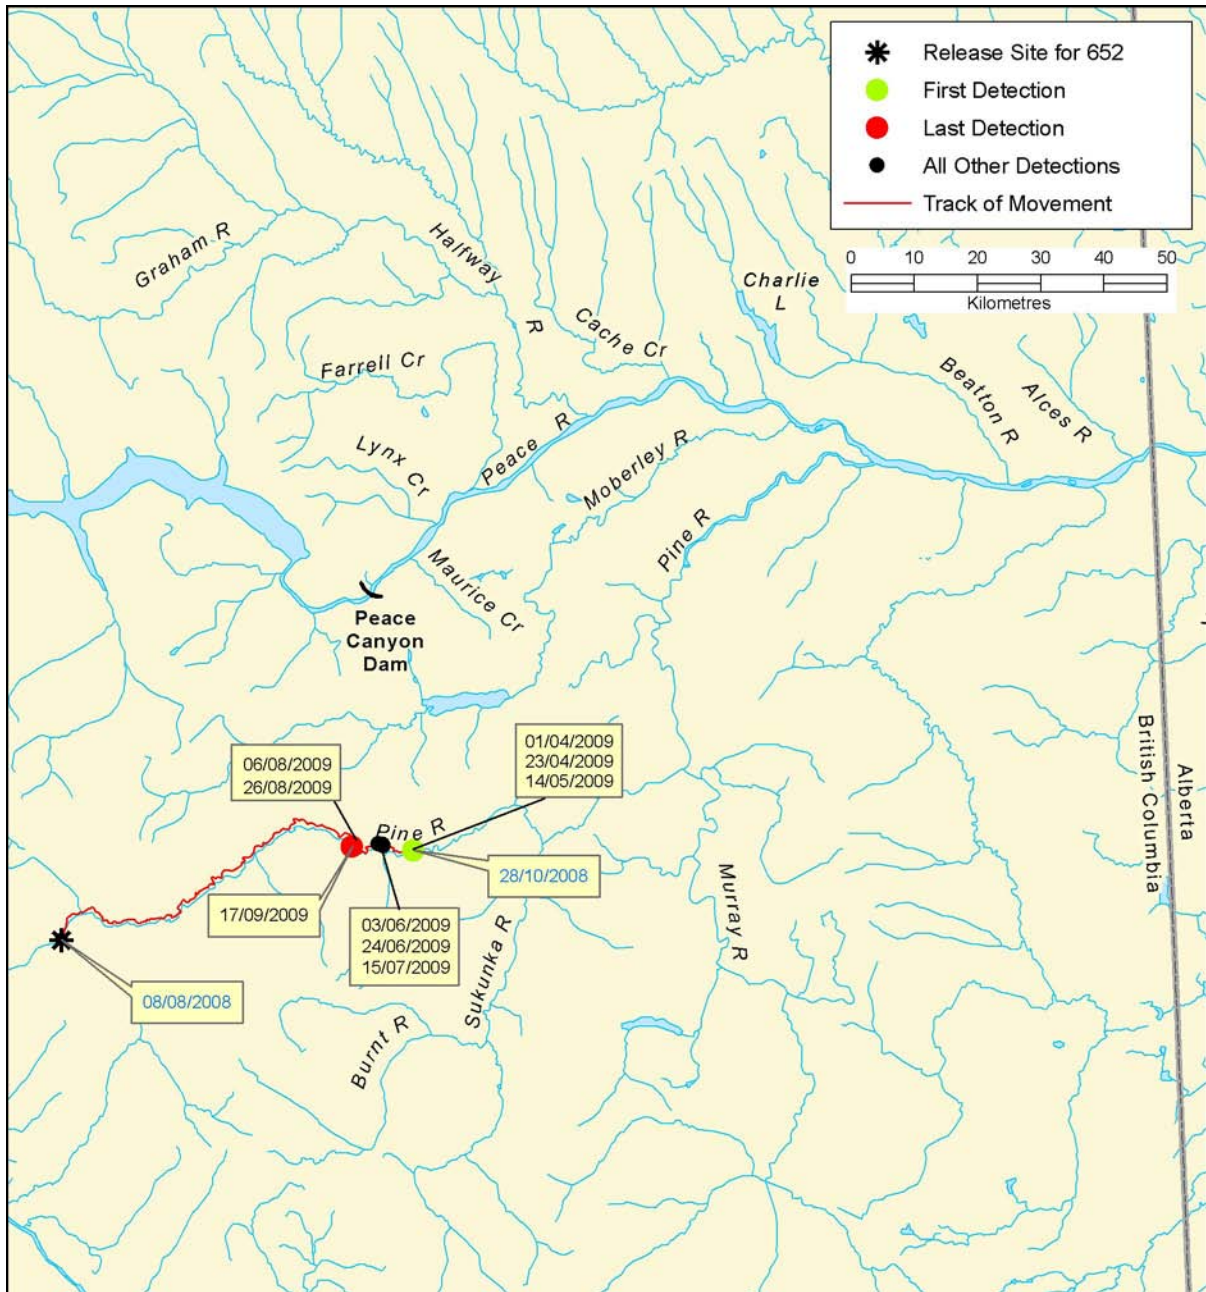 Release Site for 652
First Detection
Last Detection
All Other Detections
Track of Movement
0 10 20 30 40 50
Kilometres
Graham R
Halfway
R
Charlie
L
Cache Cr
Farrell Cr
Beatton R
Alces R
Lynx Cr
Peace R
Moberley R
Pine R
Maurice Cr
Peace
Canyon
Dam
British Columbia
Alberta
01/04/2009
23/04/2009
14/05/2009
06/08/2009
26/08/2009
Pine R
28/10/2008
17/09/2009
03/06/2009
24/06/2009
15/07/2009
Murray R
Sukunka R
08/08/2008
Burnt R